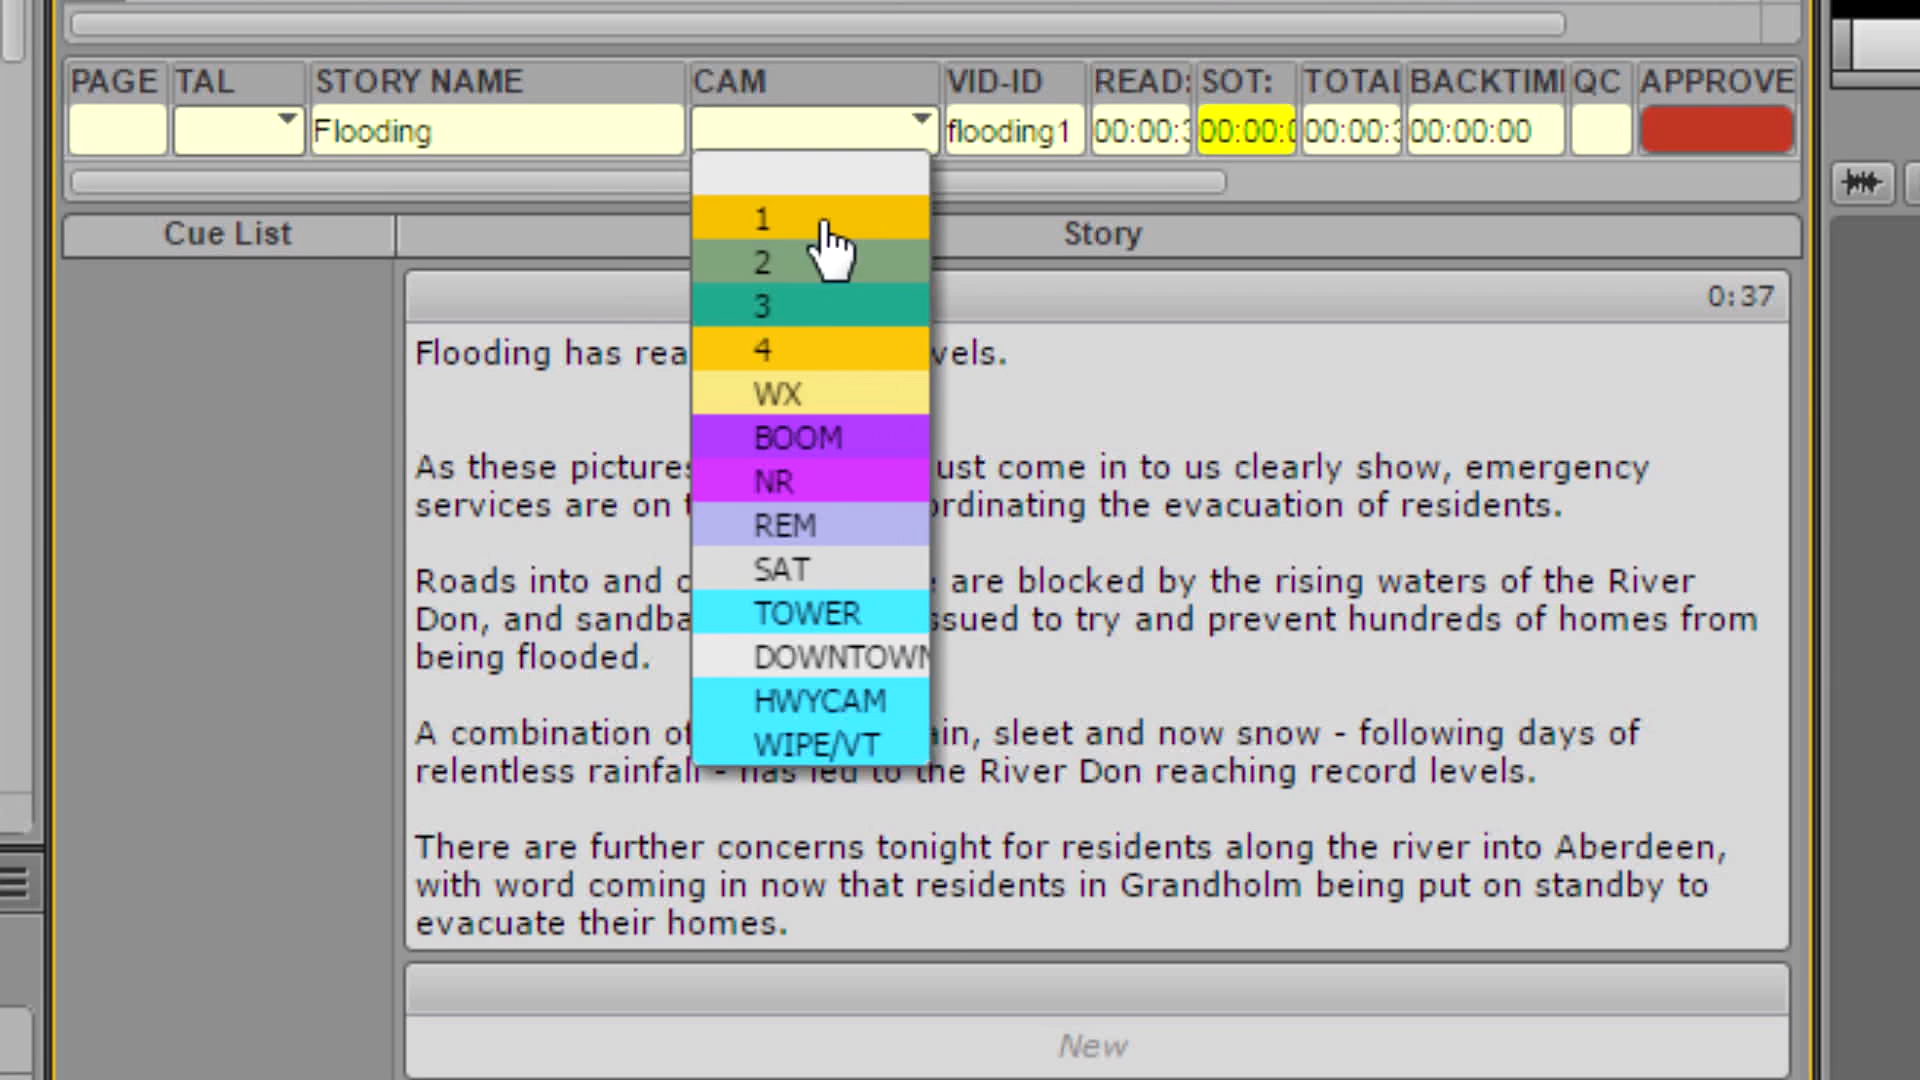 PAGE TAL STORY NAME CAM VID-ID READ: SOT: TOTAL BACKTIM QC APPROVE
Flooding flooding1 00:00:3 00:00:0 00:00:3 00:00:00
Cue List Story
1
2
3
4
WX
BOOM
NR
REM
SAT
TOWER
DOWNTOWN
HWYCAM
WIPE/VT
0:37
Flooding has rea vels.
As these pictures ust come in to us clearly show, emergency
services are on t ordinating the evacuation of residents.
Roads into and o are blocked by the rising waters of the River
Don, and sandba ssued to try and prevent hundreds of homes from
being flooded.
A combination of ain, sleet and now snow - following days of
relentless rainfall - has led to the River Don reaching record levels.
There are further concerns tonight for residents along the river into Aberdeen,
with word coming in now that residents in Grandholm being put on standby to
evacuate their homes.
New